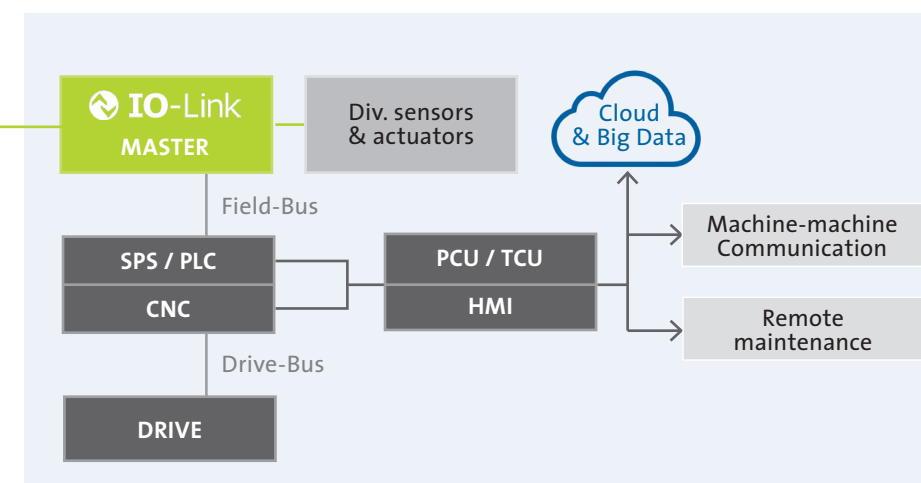 IO-Link
MASTER
Div. sensors
& actuators
Cloud
& Big Data
Field-Bus
Machine-machine
Communication
SPS / PLC
PCU / TCU
CNC
HMI
Remote
maintenance
Drive-Bus
DRIVE